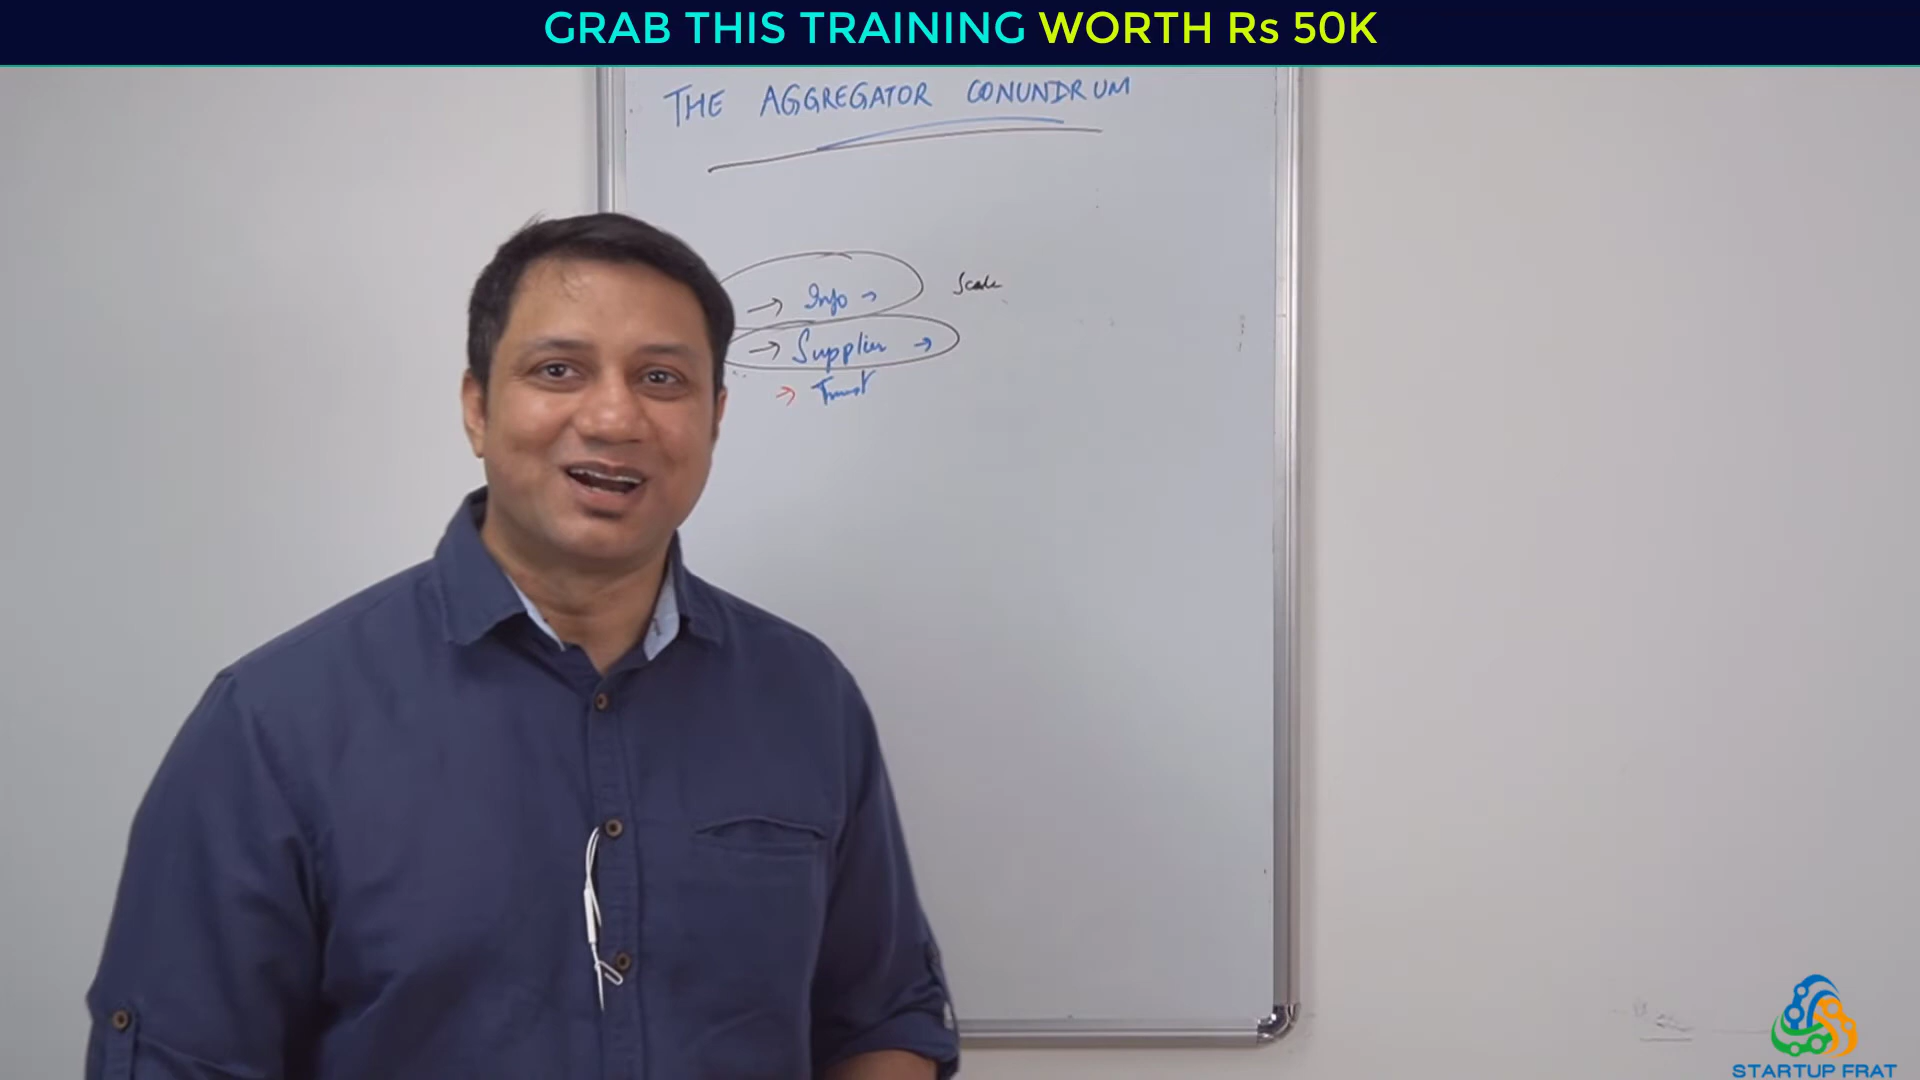 GRAB THIS TRAINING WORTH Rs 50K
THE AGGREGATOR CONUNDRUM
→ Info →
Scale
→ Supplier →
→ Trust
STARTUP FRAT